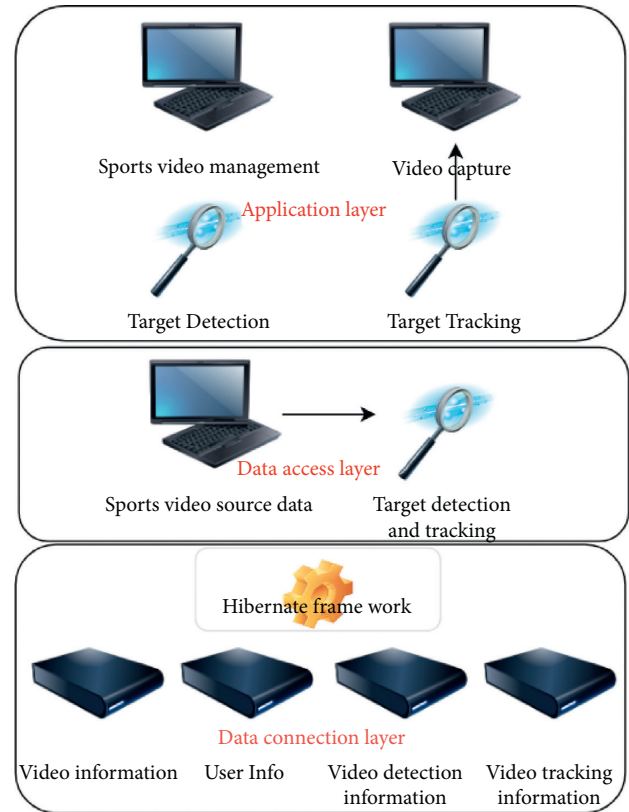 Sports video management
Video capture
Application layer
Target Detection
Target Tracking
Data access layer
Sports video source data
Target detection
and tracking
Hibernate frame work
Data connection layer
Video information
User Info
Video detection
information
Video tracking
information